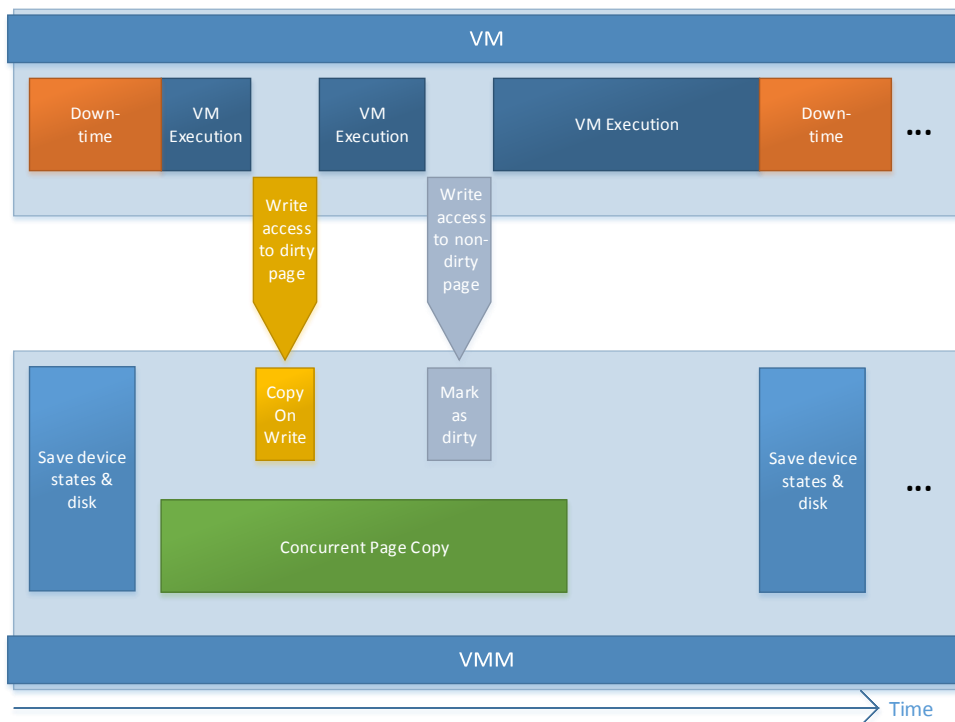 VM
Down-
time
VM
Execution
VM
Execution
VM Execution
Down-
time
...
Write
access
to dirty
page
Write
access
to non-
dirty
page
Save device
states &
disk
Copy
On
Write
Mark
as
dirty
Save device
states &
disk
...
Concurrent Page Copy
VMM
Time